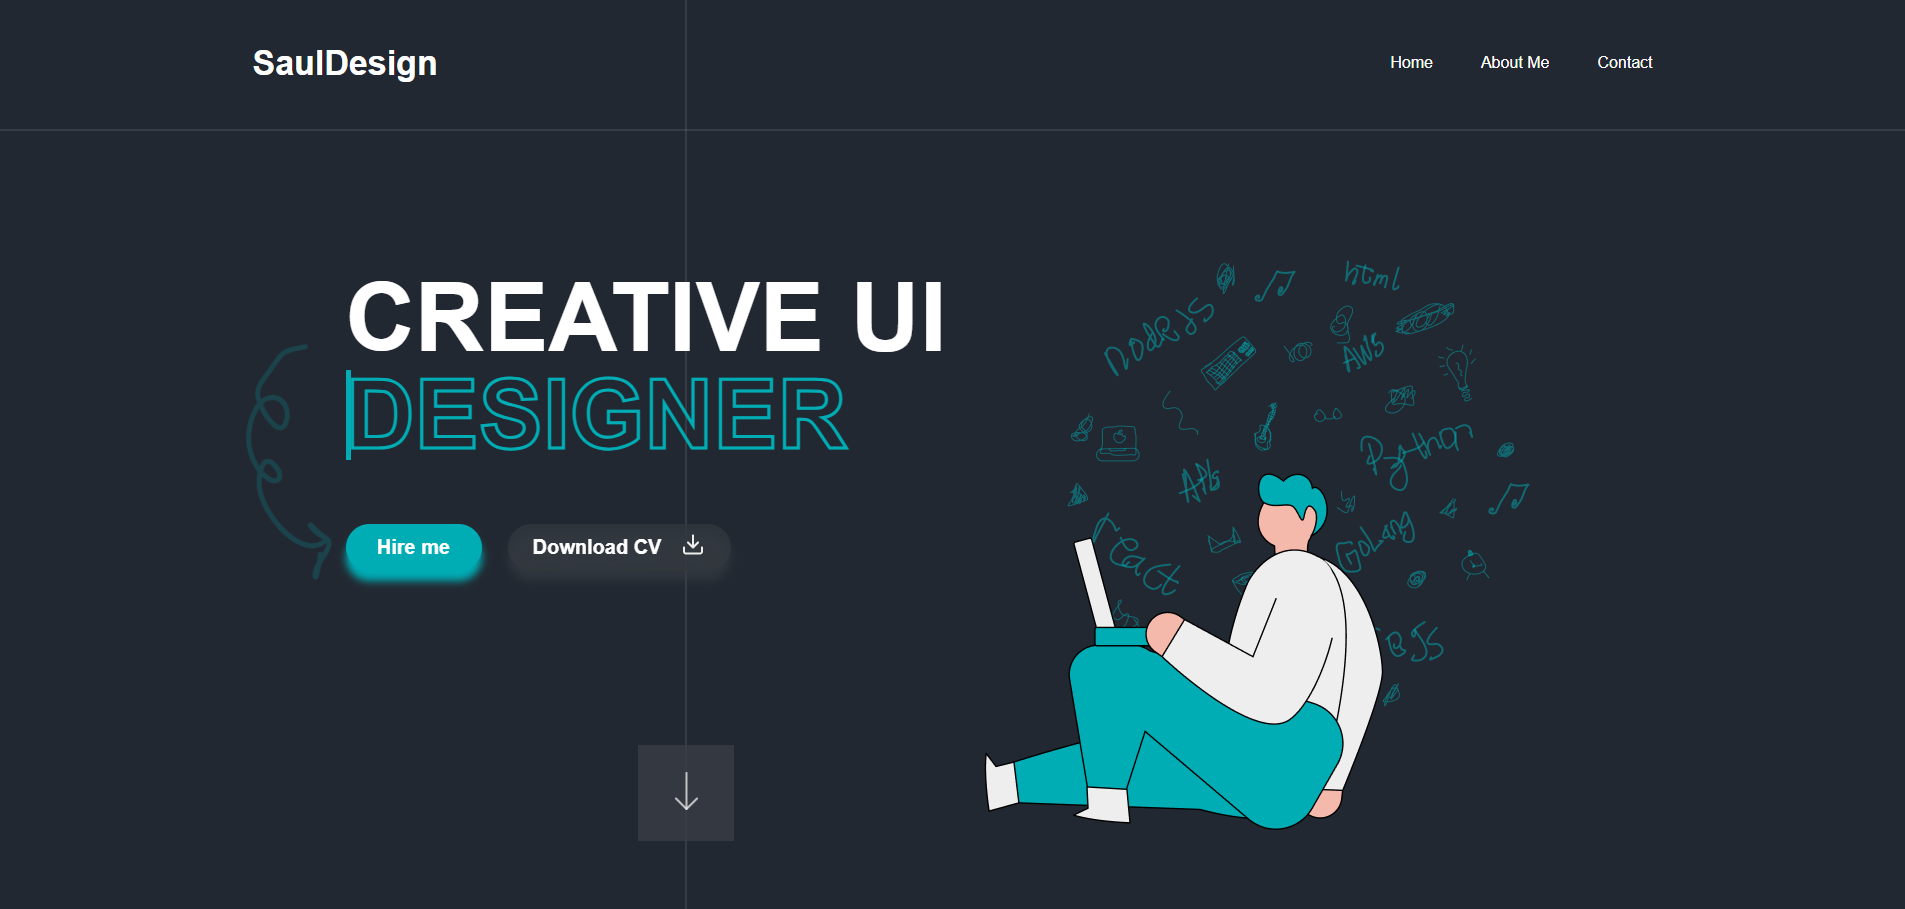 SaulDesign
Home
About Me
Contact
CREATIVE UI
DESIGNER
Hire me
Download CV
html
NodeJS
AWS
Python
APIs
GoLang
React
JS